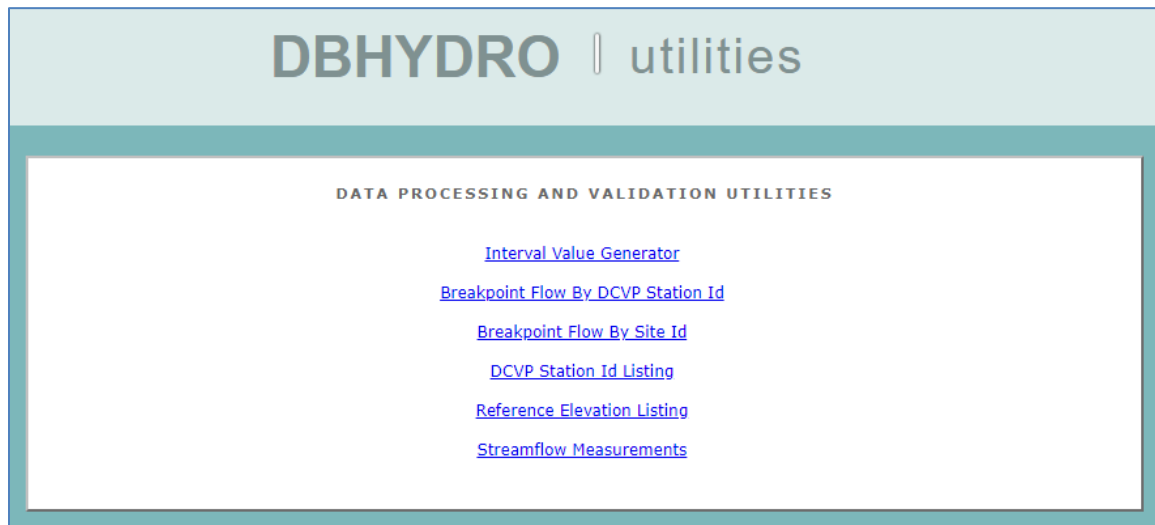 DBHYDRO | utilities
DATA PROCESSING AND VALIDATION UTILITIES
Interval Value Generator
Breakpoint Flow By DCVP Station Id
Breakpoint Flow By Site Id
DCVP Station Id Listing
Reference Elevation Listing
Streamflow Measurements